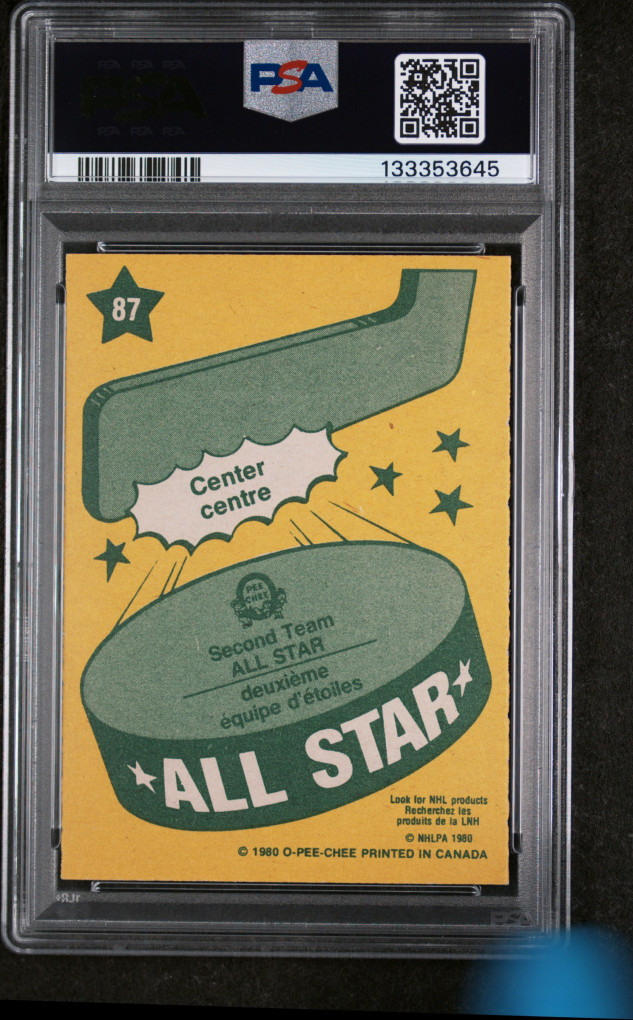 PSA
133353645
87
Center
centre
PEE
CHEE
Second Team
ALL STAR
deuxième
équipe d'étoiles
ALL STAR
Look for NHL products
Recherchez les
produits de la LNH
© NHLPA 1980
© 1980 O-PEE-CHEE PRINTED IN CANADA